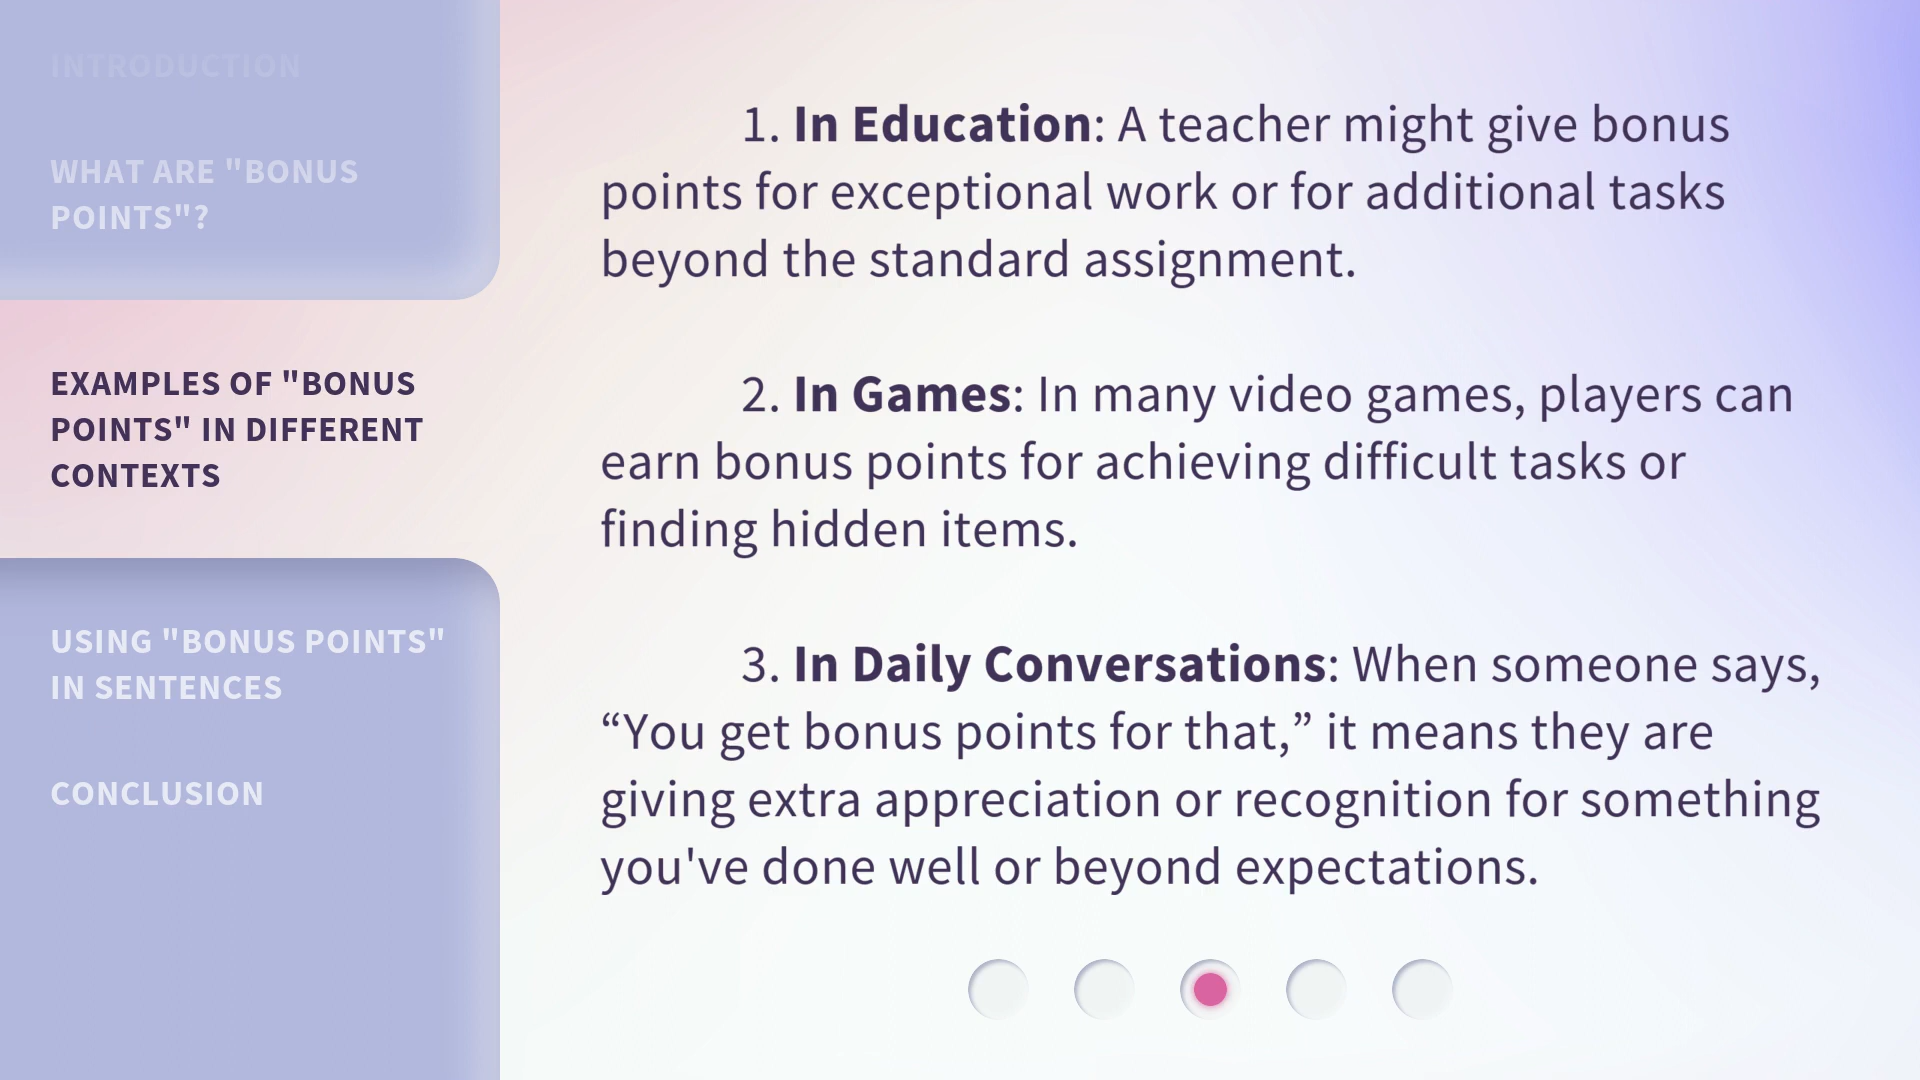 INTRODUCTION
WHAT ARE "BONUS
POINTS"?
EXAMPLES OF "BONUS
POINTS" IN DIFFERENT
CONTEXTS
USING "BONUS POINTS"
IN SENTENCES
CONCLUSION
1. In Education: A teacher might give bonus
points for exceptional work or for additional tasks
beyond the standard assignment.
2. In Games: In many video games, players can
earn bonus points for achieving difficult tasks or
finding hidden items.
3. In Daily Conversations: When someone says,
“You get bonus points for that,” it means they are
giving extra appreciation or recognition for something
you've done well or beyond expectations.